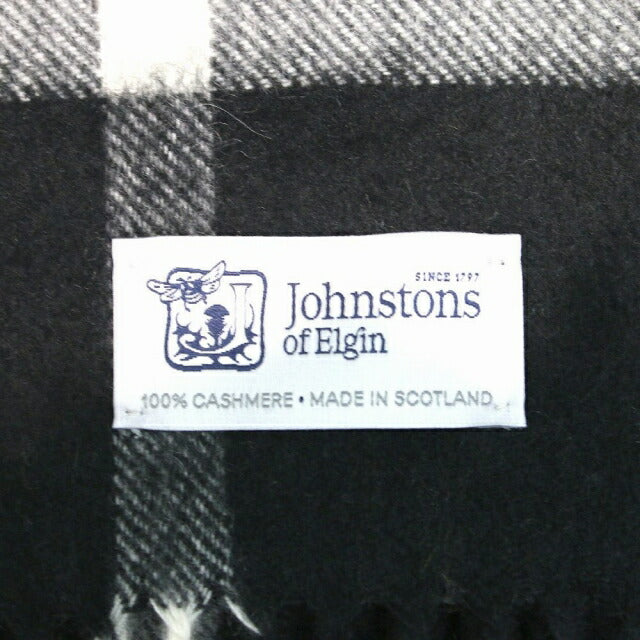 SINCE 1797
Johnstons
of Elgin
100% CASHMERE • MADE IN SCOTLAND